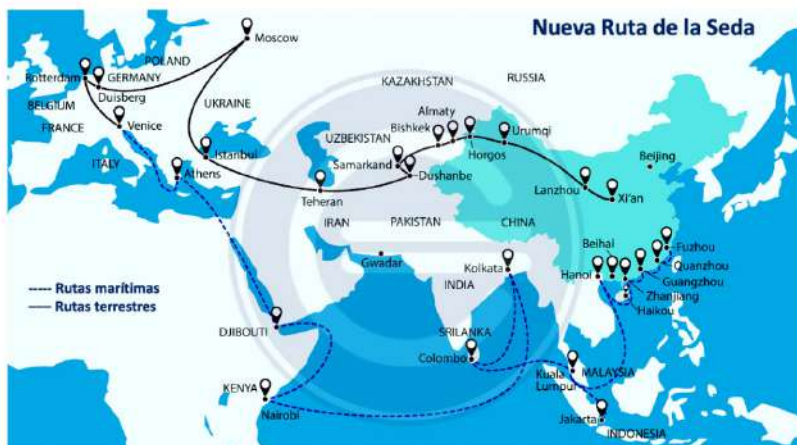 Nueva Ruta de la Seda
Moscow
POLAND
Rotterdam
GERMANY
Duisberg
KAZAKHSTAN
RUSSIA
BELGIUM
UKRAINE
Almaty
Bishkek
Urumqi
FRANCE
Venice
UZBEKISTAN
Horgos
Beijing
ITALY
Istanbul
Samarkand
Athens
Dushanbe
Lanzhou
Xi'an
Teheran
IRAN
PAKISTAN
CHINA
Beihai
Fuzhou
Gwadar
Kolkata
Hanoi
Quanzhou
INDIA
Guangzhou
Rutas marítimas
Zhanjiang
Rutas terrestres
Haikou
DJIBOUTI
SRILANKA
Colombo
Kuala
Lumpur
MALAYSIA
KENYA
Nairobi
Jakarta
INDONESIA